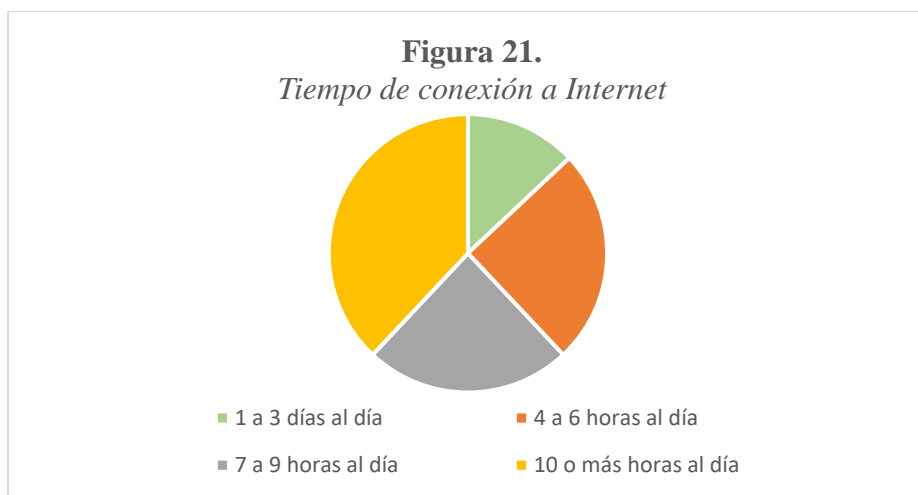 Figura 21.
Tiempo de conexión a Internet
1 a 3 días al día
4 a 6 horas al día
7 a 9 horas al día
10 o más horas al día